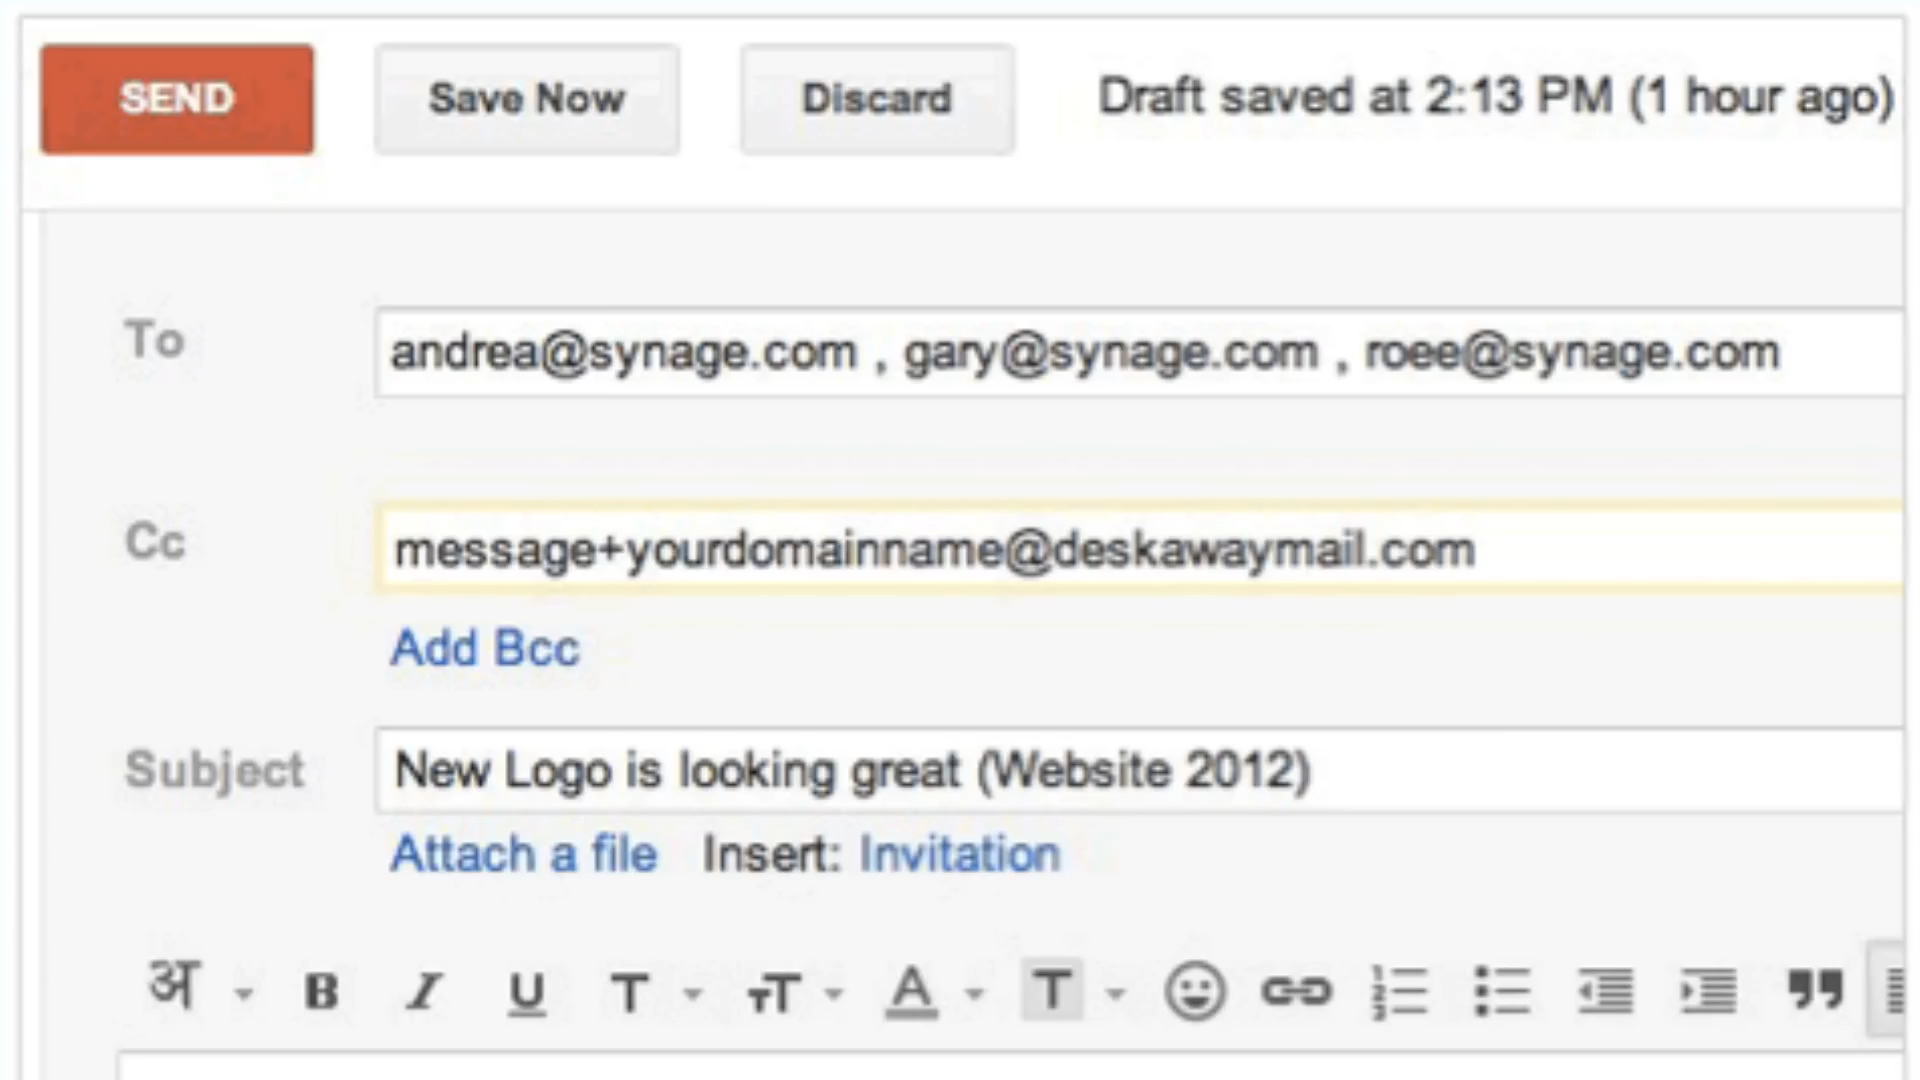 SEND Save Now Discard Draft saved at 2:13 PM (1 hour ago)
To andrea@synage.com , gary@synage.com , roee@synage.com
Cc message+yourdomainname@deskawaymail.com
Add Bcc
Subject New Logo is looking great (Website 2012)
Attach a file Insert: Invitation
अ B I U T TT A T